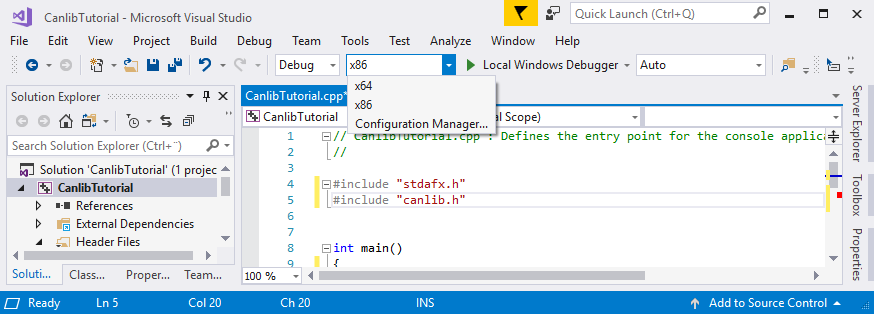 CanlibTutorial - Microsoft Visual Studio
Quick Launch (Ctrl+Q)
File Edit View Project Build Debug Team Tools Test Analyze Window Help
Debug x86 Local Windows Debugger Auto
x64
x86
Configuration Manager...
Solution Explorer
Search Solution Explorer (Ctrl+¨)
Solution 'CanlibTutorial' (1 projec
CanlibTutorial
References
External Dependencies
Header Files
Soluti... Class... Proper... Team...
CanlibTutorial.cpp*
CanlibTutorial Scope)
1 // CanlibTutorial.cpp : Defines the entry point for the console applica
2 //
3
4 #include "stdafx.h"
5 #include "canlib.h"
6
7
8 int main()
9 {
100 %
Server Explorer
Toolbox
Properties
Ready Ln 5 Col 20 Ch 20 INS Add to Source Control